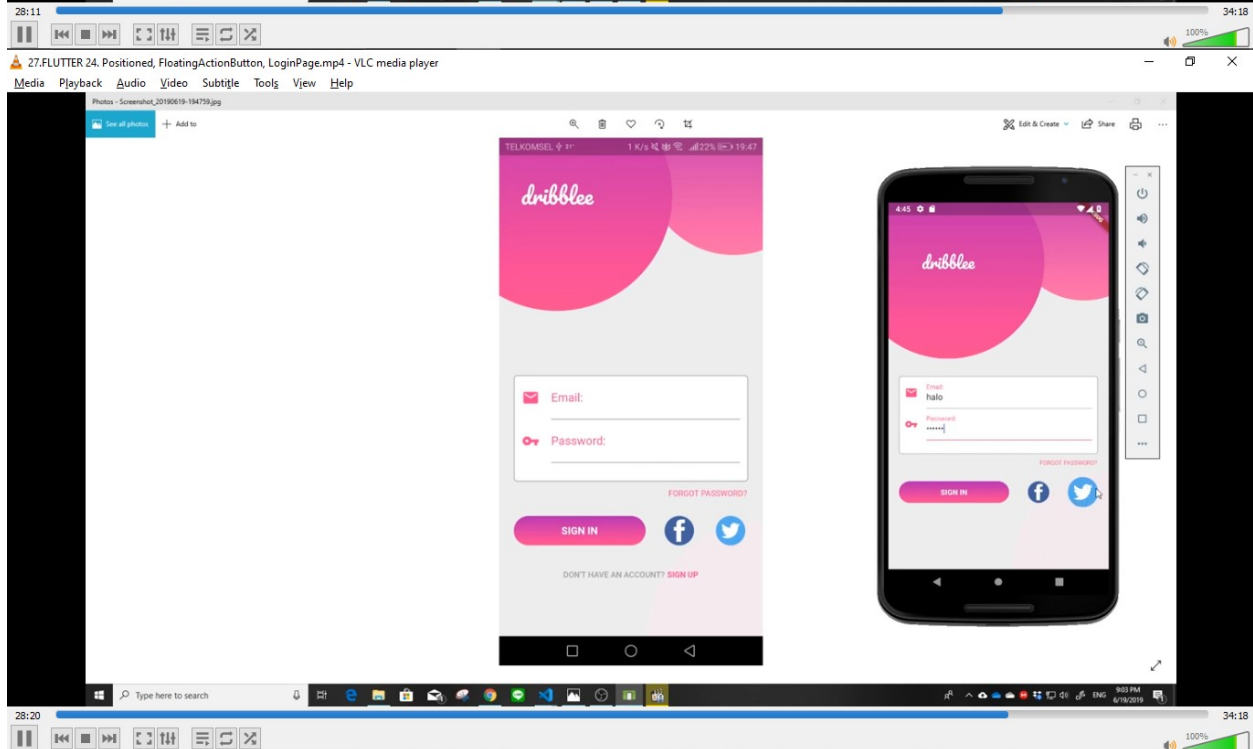 28:11 34:18
100%
27.FLUTTER 24. Positioned, FloatingActionButton, LoginPage.mp4 - VLC media player
Media Playback Audio Video Subtitle Tools View Help
Photos - Screenshot_20190619-194759.jpg
See all photos + Add to Edit & Create Share
TELKOMSEL 1 K/s 22% 19:47
dribblee
Email:
Password:
FORGOT PASSWORD?
SIGN IN
DON'T HAVE AN ACCOUNT? SIGN UP
4:45
dribblee
Email:
halo
Password:
••••••
FORGOT PASSWORD?
SIGN IN
Type here to search ENG 9:03 PM
6/19/2019
28:20 34:18
100%